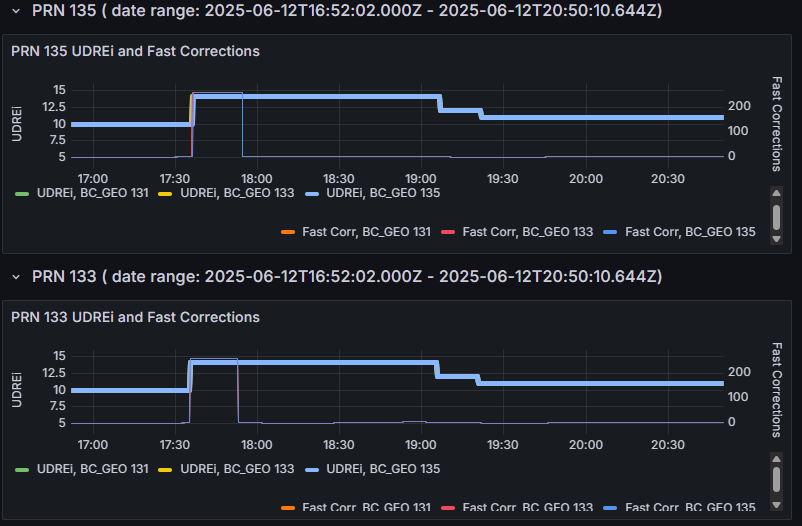 PRN 135 ( date range: 2025-06-12T16:52:02.000Z - 2025-06-12T20:50:10.644Z)
PRN 135 UDREi and Fast Corrections
UDREi
15
12.5
10
7.5
5
200
100
0
Fast Corrections
17:00 17:30 18:00 18:30 19:00 19:30 20:00 20:30
UDREi, BC_GEO 131 UDREi, BC_GEO 133 UDREi, BC_GEO 135
Fast Corr, BC_GEO 131 Fast Corr, BC_GEO 133 Fast Corr, BC_GEO 135
PRN 133 ( date range: 2025-06-12T16:52:02.000Z - 2025-06-12T20:50:10.644Z)
PRN 133 UDREi and Fast Corrections
UDREi
15
12.5
10
7.5
5
200
100
0
Fast Corrections
17:00 17:30 18:00 18:30 19:00 19:30 20:00 20:30
UDREi, BC_GEO 131 UDREi, BC_GEO 133 UDREi, BC_GEO 135
Fast Corr, BC_GEO 131 Fast Corr, BC_GEO 133 Fast Corr, BC_GEO 135